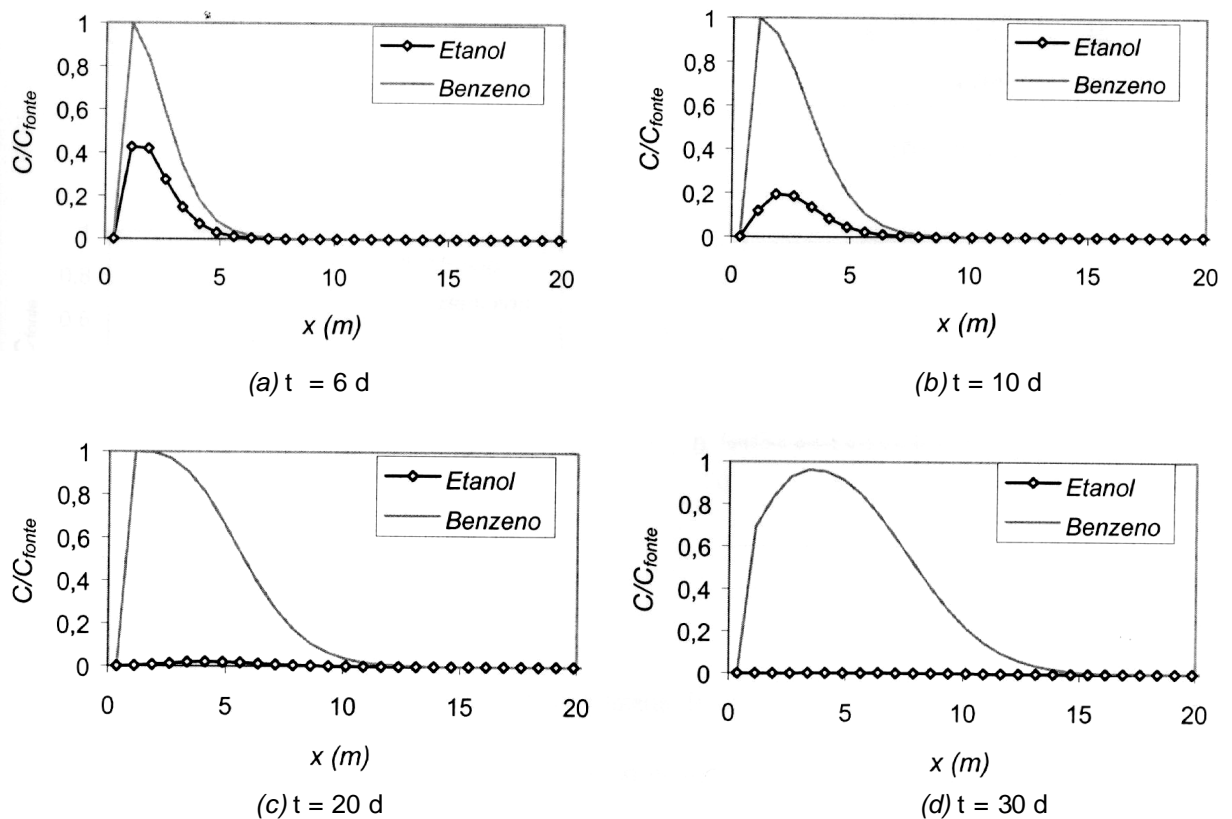 1
0,8
0,6
0,4
0,2
0
C/Cfonte
Etanol
Benzeno
0 5 10 15 20
x (m)
(a) t = 6 d
1
0,8
0,6
0,4
0,2
0
C/Cfonte
Etanol
Benzeno
0 5 10 15 20
x (m)
(b) t = 10 d
1
0,8
0,6
0,4
0,2
0
C/Cfonte
Etanol
Benzeno
0 5 10 15 20
x (m)
(c) t = 20 d
1
0,8
0,6
0,4
0,2
0
C/Cfonte
Etanol
Benzeno
0 5 10 15 20
x (m)
(d) t = 30 d